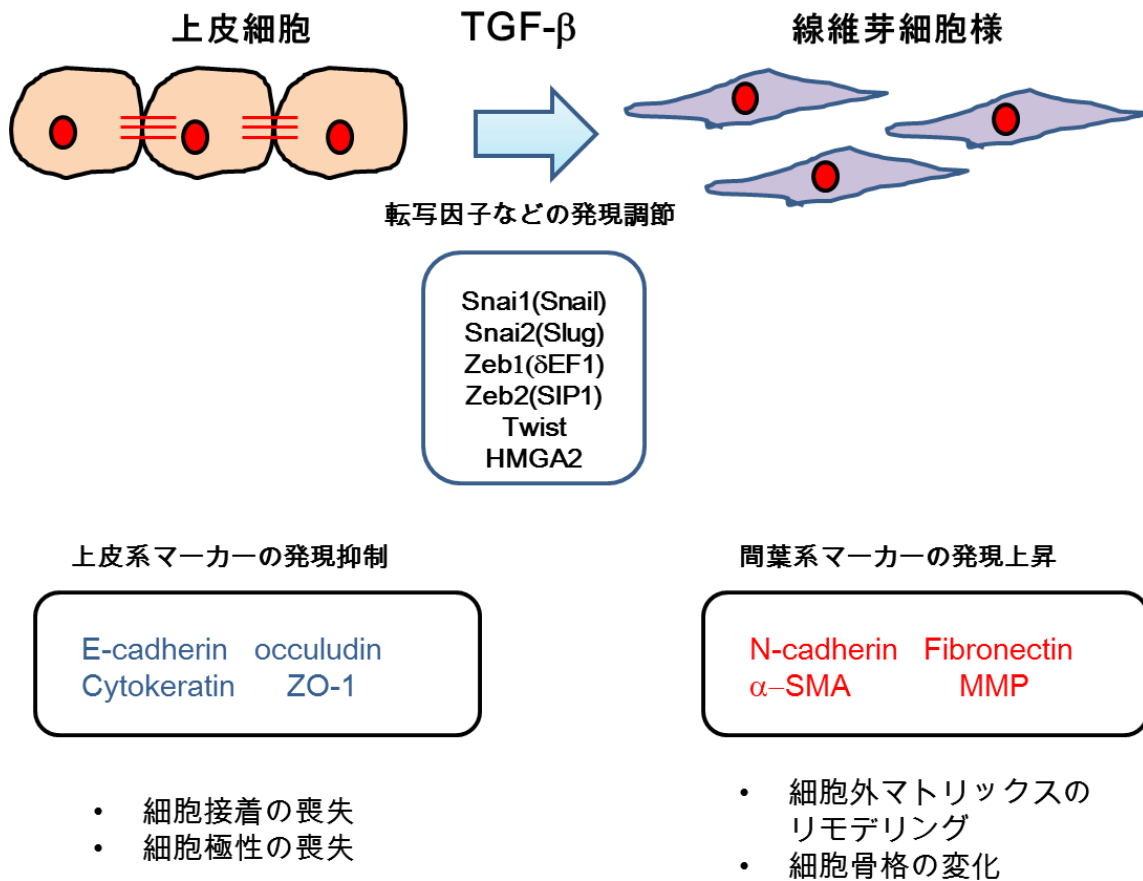 上皮細胞
TGF-β
線維芽細胞様
転写因子などの発現調節
Snai1(Snail)
Snai2(Slug)
Zeb1(δEF1)
Zeb2(SIP1)
Twist
HMGA2
上皮系マーカーの発現抑制
E-cadherin occuludin
Cytokeratin ZO-1
• 細胞接着の喪失
• 細胞極性の喪失
間葉系マーカーの発現上昇
N-cadherin Fibronectin
α–SMA MMP
• 細胞外マトリックスの
リモデリング
• 細胞骨格の変化